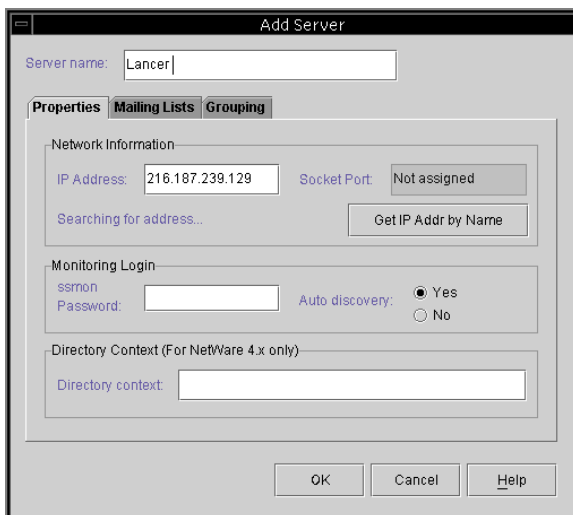 Add Server
Server name: Lancer
Properties Mailing Lists Grouping
Network Information
IP Address: 216.187.239.129 Socket Port: Not assigned
Searching for address... Get IP Addr by Name
Monitoring Login
ssmon
Password:
Auto discovery: Yes
No
Directory Context (For NetWare 4.x only)
Directory context:
OK Cancel Help